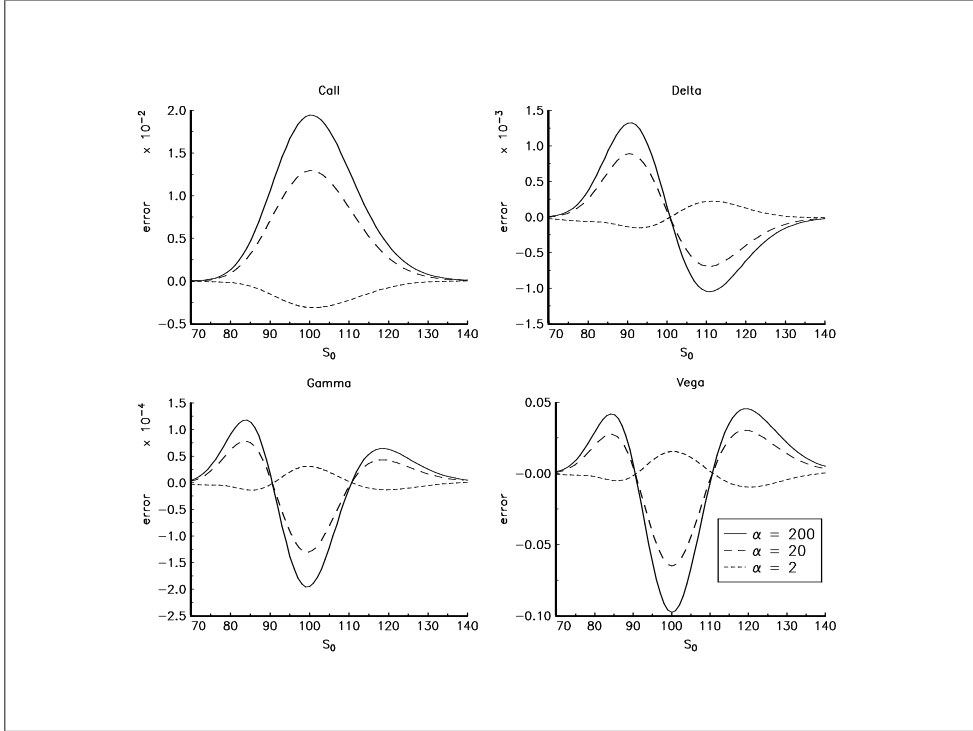 Call
× 10⁻²
error
2.0
1.5
1.0
0.5
0.0
−0.5
70 80 90 100 110 120 130 140
S₀
Delta
× 10⁻³
error
1.5
1.0
0.5
0.0
−0.5
−1.0
−1.5
70 80 90 100 110 120 130 140
S₀
Gamma
× 10⁻⁴
error
1.5
1.0
0.5
0.0
−0.5
−1.0
−1.5
−2.0
−2.5
70 80 90 100 110 120 130 140
S₀
Vega
error
0.05
−0.00
−0.05
−0.10
70 80 90 100 110 120 130 140
S₀
α = 200
α = 20
α = 2